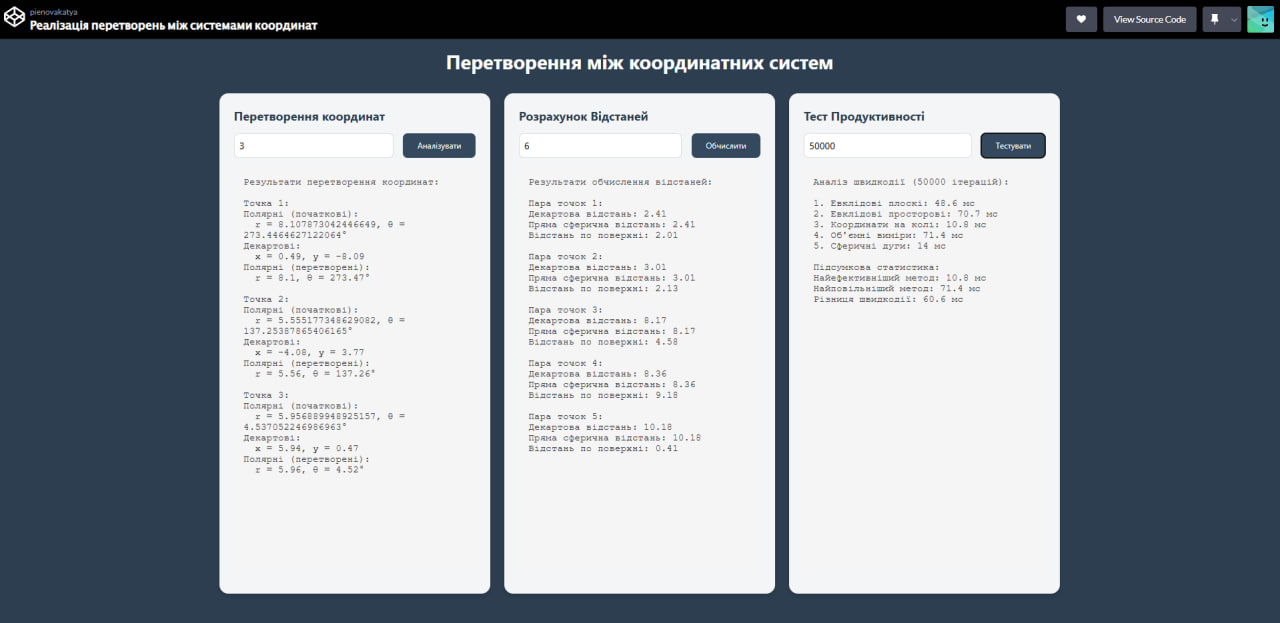 pienovakatya
Реалізація перетворень між системами координат
View Source Code
Перетворення між координатних систем
Перетворення координат
3
Аналізувати
Результати перетворення координат:
Точка 1:
Полярні (початкові):
r = 8.107873042446649, θ =
273.4464627122064°
Декартові:
x = 0.49, y = -8.09
Полярні (перетворені):
r = 8.1, θ = 273.47°
Точка 2:
Полярні (початкові):
r = 5.555177348629082, θ =
137.25387865406165°
Декартові:
x = -4.08, y = 3.77
Полярні (перетворені):
r = 5.56, θ = 137.26°
Точка 3:
Полярні (початкові):
r = 5.956889948925157, θ =
4.537052246986963°
Декартові:
x = 5.94, y = 0.47
Полярні (перетворені):
r = 5.96, θ = 4.52°
Розрахунок Відстаней
6
Обчислити
Результати обчислення відстаней:
Пара точок 1:
Декартова відстань: 2.41
Пряма сферична відстань: 2.41
Відстань по поверхні: 2.01
Пара точок 2:
Декартова відстань: 3.01
Пряма сферична відстань: 3.01
Відстань по поверхні: 2.13
Пара точок 3:
Декартова відстань: 8.17
Пряма сферична відстань: 8.17
Відстань по поверхні: 4.58
Пара точок 4:
Декартова відстань: 8.36
Пряма сферична відстань: 8.36
Відстань по поверхні: 9.18
Пара точок 5:
Декартова відстань: 10.18
Пряма сферична відстань: 10.18
Відстань по поверхні: 0.41
Тест Продуктивності
50000
Тестувати
Аналіз швидкодії (50000 ітерацій):
1. Евклідові плоскі: 48.6 мс
2. Евклідові просторові: 70.7 мс
3. Координати на колі: 10.8 мс
4. Об'ємні виміри: 71.4 мс
5. Сферичні дуги: 14 мс
Підсумкова статистика:
Найефективніший метод: 10.8 мс
Найповільніший метод: 71.4 мс
Різниця швидкодії: 60.6 мс